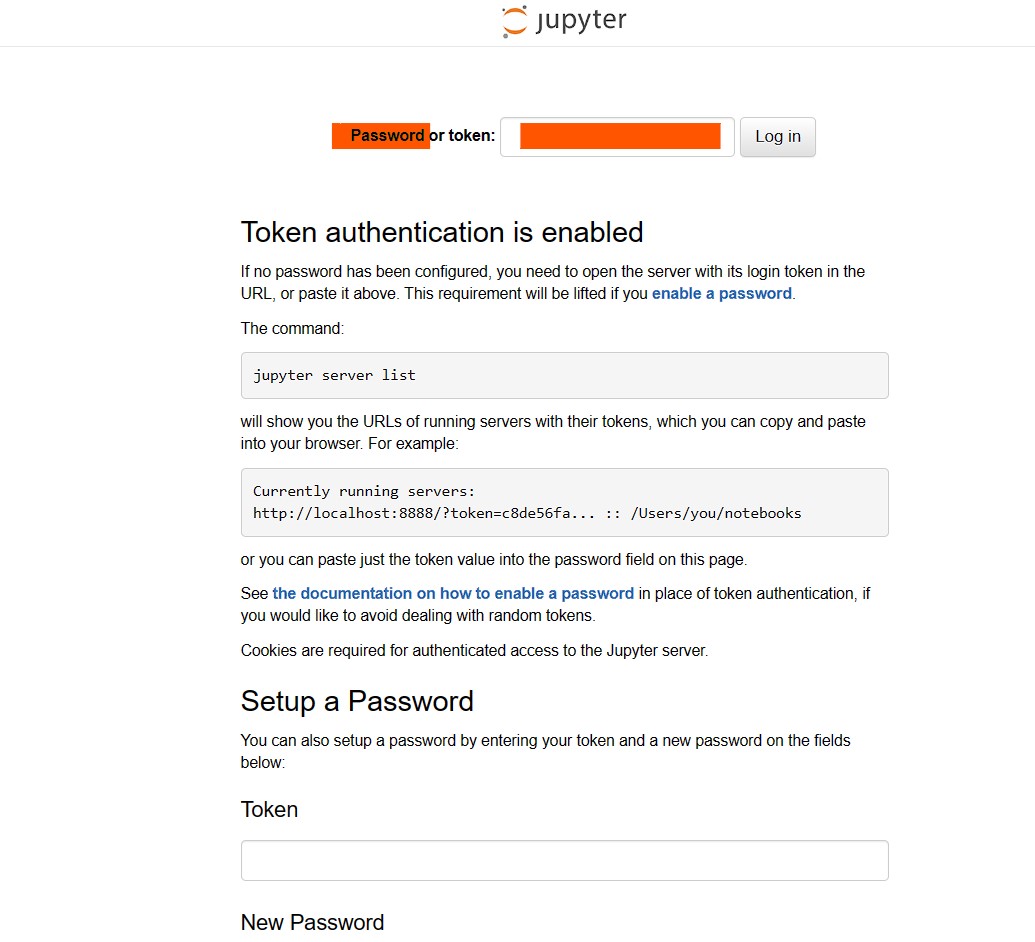 jupyter
Password or token:
Log in
Token authentication is enabled
If no password has been configured, you need to open the server with its login token in the
URL, or paste it above. This requirement will be lifted if you enable a password.
The command:
jupyter server list
will show you the URLs of running servers with their tokens, which you can copy and paste
into your browser. For example:
Currently running servers:
http://localhost:8888/?token=c8de56fa... :: /Users/you/notebooks
or you can paste just the token value into the password field on this page.
See the documentation on how to enable a password in place of token authentication, if
you would like to avoid dealing with random tokens.
Cookies are required for authenticated access to the Jupyter server.
Setup a Password
You can also setup a password by entering your token and a new password on the fields
below:
Token
New Password